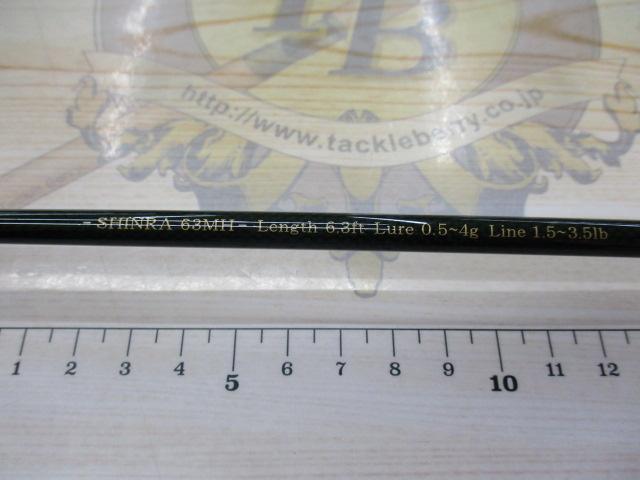 TB
http://www.tackleberry.co.jp
- SHINRA 63MH - Length 6.3ft Lure 0.5~4g Line 1.5~3.5lb
1 2 3 4 5 6 7 8 9 10 11 12